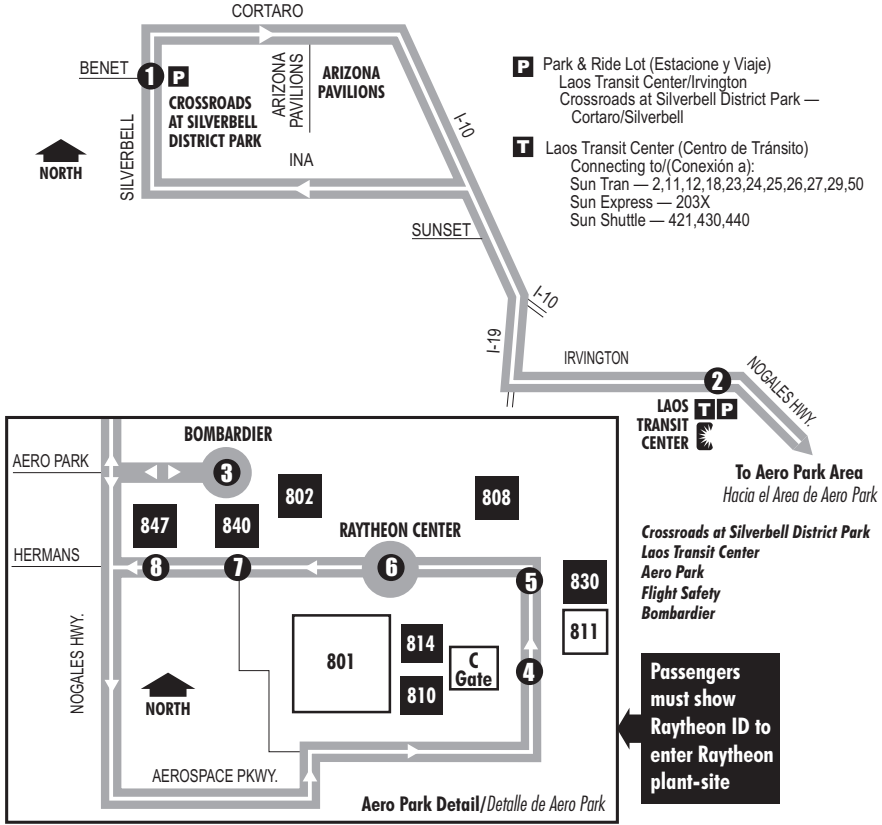 CORTARO
BENET
1
P
CROSSROADS
AT SILVERBELL
DISTRICT PARK
ARIZONA
PAVILIONS
ARIZONA
PAVILIONS
I-10
SILVERBELL
NORTH
INA
SUNSET
P Park & Ride Lot (Estacione y Viaje)
Laos Transit Center/Irvington
Crossroads at Silverbell District Park —
Cortaro/Silverbell
T Laos Transit Center (Centro de Tránsito)
Connecting to/(Conexión a):
Sun Tran — 2,11,12,18,23,24,25,26,27,29,50
Sun Express — 203X
Sun Shuttle — 421,430,440
I-10
I-19
IRVINGTON
2
NOGALES HWY.
LAOS
TRANSIT
CENTER
T P
To Aero Park Area
Hacia el Area de Aero Park
Crossroads at Silverbell District Park
Laos Transit Center
Aero Park
Flight Safety
Bombardier
BOMBARDIER
AERO PARK
3
802
808
847
840
RAYTHEON CENTER
HERMANS
8
7
6
5
830
811
801
814
810
C
Gate
4
NOGALES HWY.
NORTH
AEROSPACE PKWY.
Aero Park Detail/Detalle de Aero Park
Passengers
must show
Raytheon ID to
enter Raytheon
plant-site